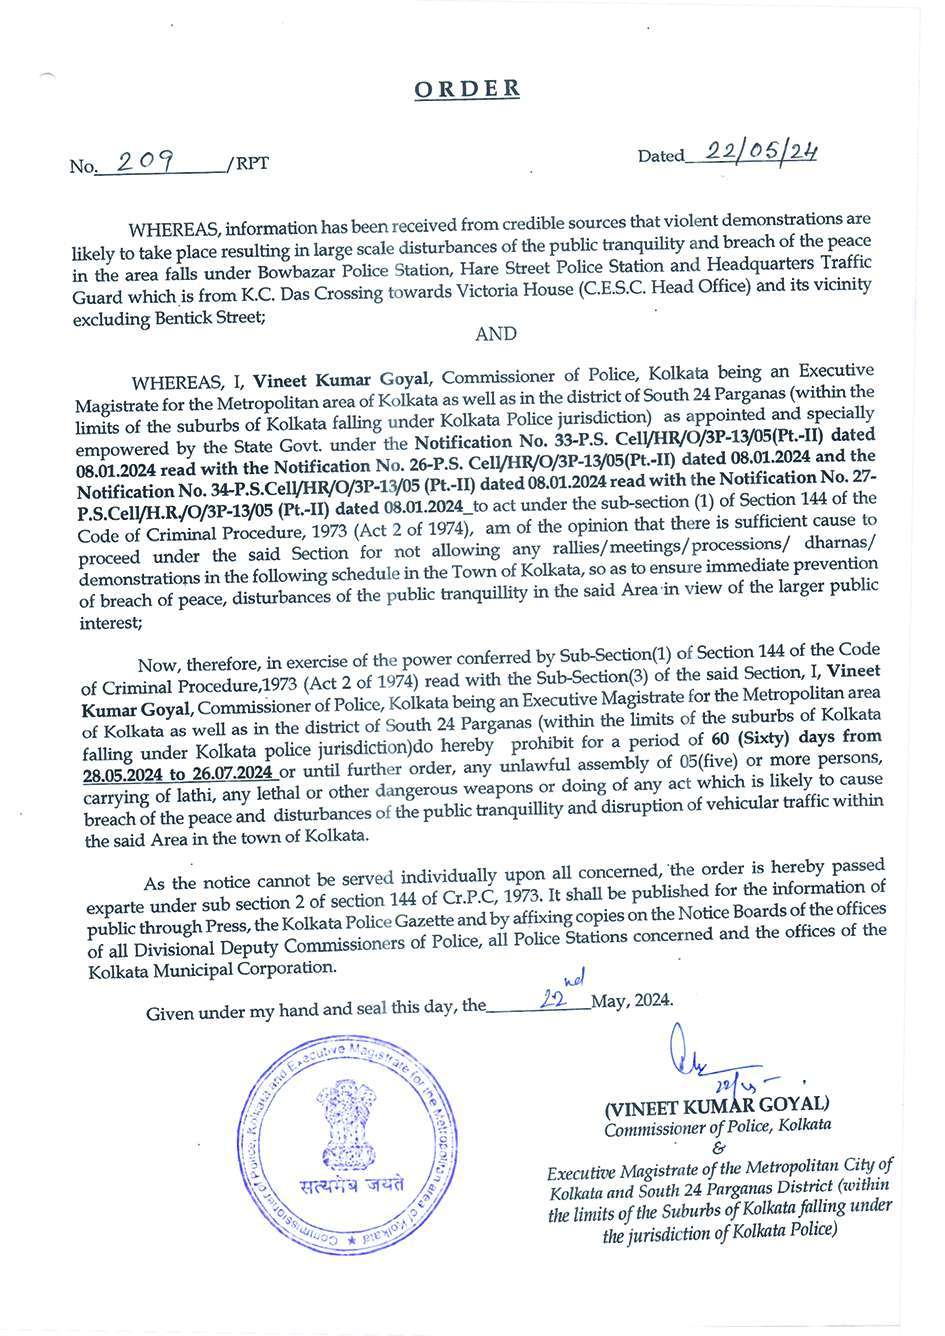 ORDER
No. 209 /RPT
Dated 22/05/24
WHEREAS, information has been received from credible sources that violent demonstrations are
likely to take place resulting in large scale disturbances of the public tranquility and breach of the peace
in the area falls under Bowbazar Police Station, Hare Street Police Station and Headquarters Traffic
Guard which is from K.C. Das Crossing towards Victoria House (C.E.S.C. Head Office) and its vicinity
excluding Bentick Street;
AND
WHEREAS, I, Vineet Kumar Goyal, Commissioner of Police, Kolkata being an Executive
Magistrate for the Metropolitan area of Kolkata as well as in the district of South 24 Parganas (within the
limits of the suburbs of Kolkata falling under Kolkata Police jurisdiction) as appointed and specially
empowered by the State Govt. under the Notification No. 33-P.S. Cell/HR/O/3P-13/05(Pt.-II) dated
08.01.2024 read with the Notification No. 26-P.S. Cell/HR/O/3P-13/05(Pt.-II) dated 08.01.2024 and the
Notification No. 34-P.S.Cell/HR/O/3P-13/05 (Pt.-II) dated 08.01.2024 read with the Notification No. 27-
P.S.Cell/H.R./O/3P-13/05 (Pt.-II) dated 08.01.2024_to act under the sub-section (1) of Section 144 of the
Code of Criminal Procedure, 1973 (Act 2 of 1974), am of the opinion that there is sufficient cause to
proceed under the said Section for not allowing any rallies/meetings/processions/ dharnas/
demonstrations in the following schedule in the Town of Kolkata, so as to ensure immediate prevention
of breach of peace, disturbances of the public tranquillity in the said Area in view of the larger public
interest;
Now, therefore, in exercise of the power conferred by Sub-Section(1) of Section 144 of the Code
of Criminal Procedure,1973 (Act 2 of 1974) read with the Sub-Section(3) of the said Section, I, Vineet
Kumar Goyal, Commissioner of Police, Kolkata being an Executive Magistrate for the Metropolitan area
of Kolkata as well as in the district of South 24 Parganas (within the limits of the suburbs of Kolkata
falling under Kolkata police jurisdiction)do hereby prohibit for a period of 60 (Sixty) days from
28.05.2024 to 26.07.2024 or until further order, any unlawful assembly of 05(five) or more persons,
carrying of lathi, any lethal or other dangerous weapons or doing of any act which is likely to cause
breach of the peace and disturbances of the public tranquillity and disruption of vehicular traffic within
the said Area in the town of Kolkata.
As the notice cannot be served individually upon all concerned, the order is hereby passed
exparte under sub section 2 of section 144 of Cr.P.C, 1973. It shall be published for the information of
public through Press, the Kolkata Police Gazette and by affixing copies on the Notice Boards of the offices
of all Divisional Deputy Commissioners of Police, all Police Stations concerned and the offices of the
Kolkata Municipal Corporation.
Given under my hand and seal this day, the 22nd May, 2024.
Commissioner of Police, Kolkata and Executive Magistrate for the Metropolitan area of Kolkata ★
सत्यमेव जयते
22/05
(VINEET KUMAR GOYAL)
Commissioner of Police, Kolkata
&
Executive Magistrate of the Metropolitan City of
Kolkata and South 24 Parganas District (within
the limits of the Suburbs of Kolkata falling under
the jurisdiction of Kolkata Police)